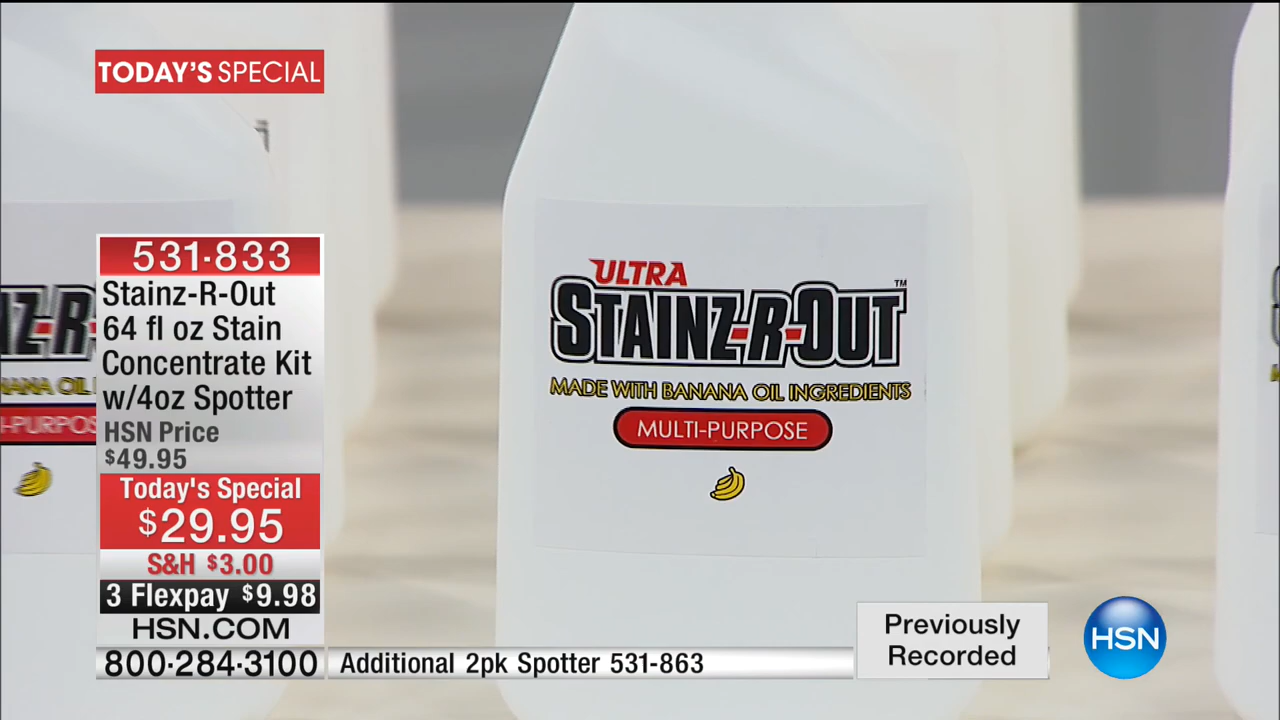 TODAY'S SPECIAL
531·833
Stainz-R-Out
64 fl oz Stain
Concentrate Kit
w/4oz Spotter
HSN Price
$49.95
Today's Special
$29.95
S&H $3.00
3 Flexpay $9.98
HSN.COM
800·284·3100
Additional 2pk Spotter 531-863
ULTRA
STAINZ-R-OUT™
MADE WITH BANANA OIL INGREDIENTS
MULTI-PURPOSE
Previously
Recorded
HSN